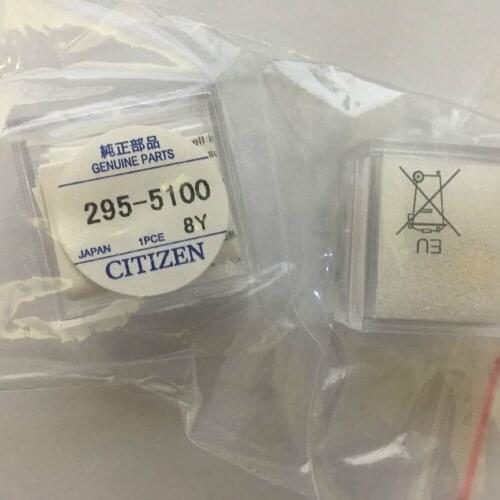 純正部品
GENUINE PARTS
295-5100
8Y
JAPAN 1PCE
CITIZEN
EU